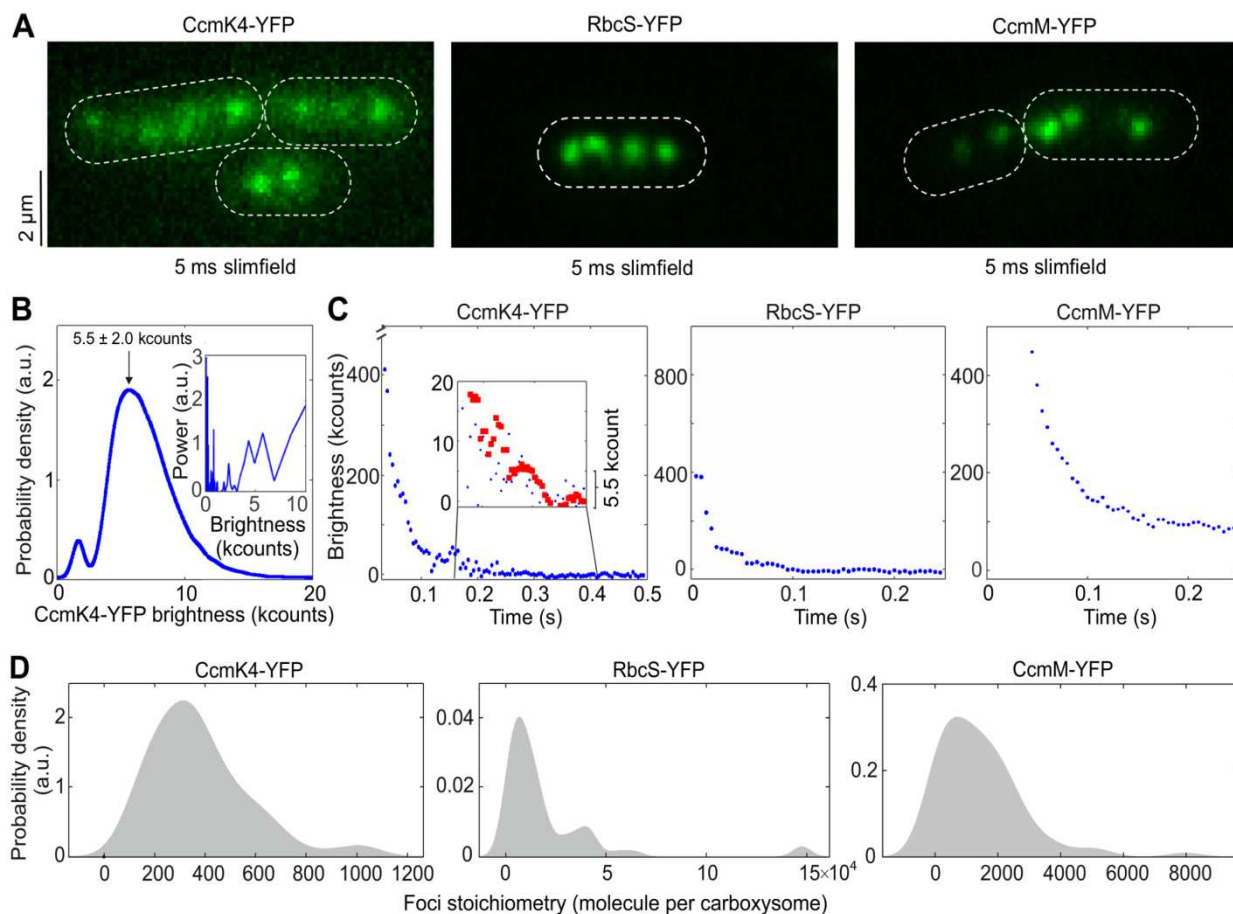 A
CcmK4-YFP
RbcS-YFP
CcmM-YFP
2 μm
5 ms slimfield
5 ms slimfield
5 ms slimfield
B
5.5 ± 2.0 kcounts
Probability density (a.u.)
2
1
0
0
10
20
CcmK4-YFP brightness (kcounts)
Power (a.u.)
3
2
1
0
0
5
10
Brightness
(kcounts)
C
CcmK4-YFP
RbcS-YFP
CcmM-YFP
Brightness (kcounts)
400
200
0
0.1
0.2
0.3
0.4
0.5
Time (s)
20
10
0
5.5 kcount
800
400
0
0
0.1
0.2
Time (s)
400
200
0
0
0.1
0.2
Time (s)
D
CcmK4-YFP
RbcS-YFP
CcmM-YFP
Probability density
(a.u.)
2
1
0
0
200
400
600
800
1000
1200
0.04
0.02
0
0
5
10
15×10⁴
0.4
0.2
0
0
2000
4000
6000
8000
Foci stoichiometry (molecule per carboxysome)